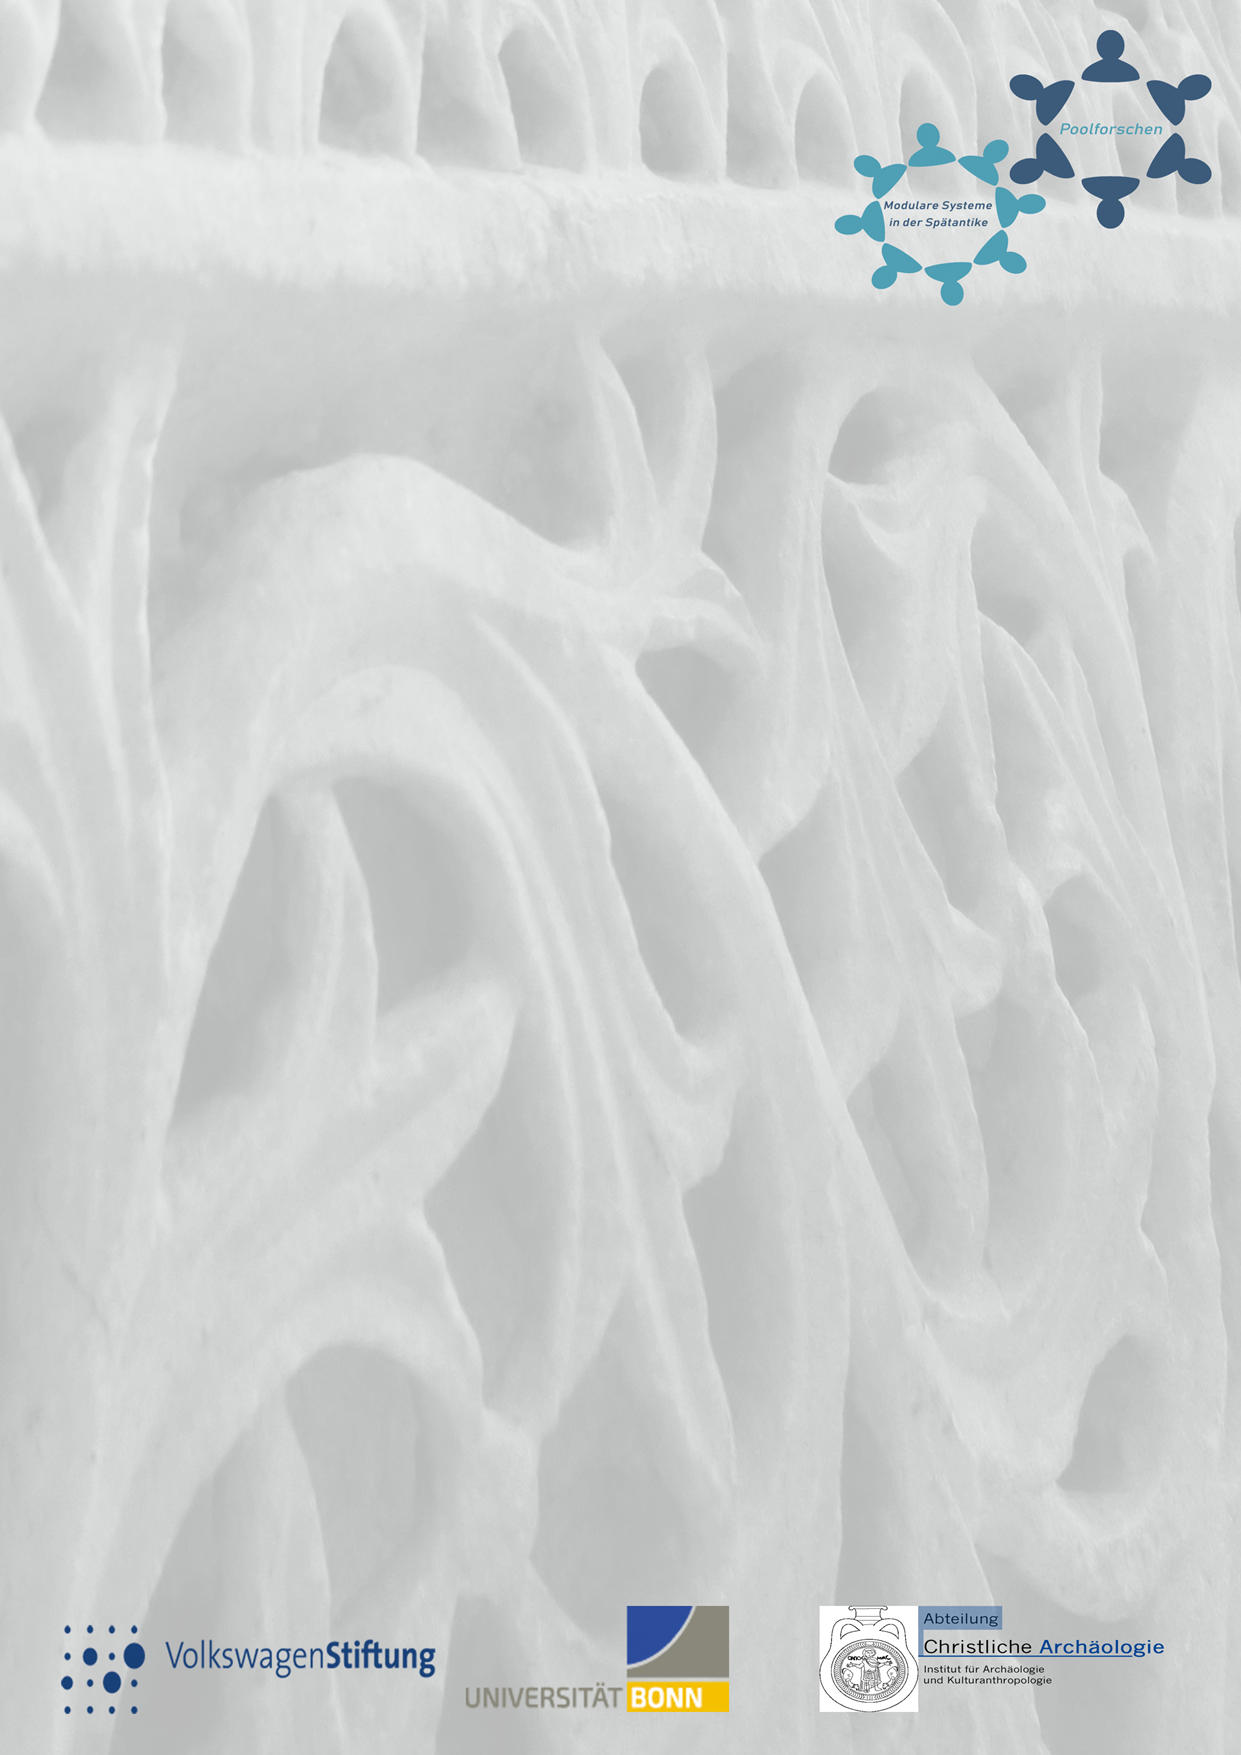 Poolforschen
Modulare Systeme
in der Spätantike
VolkswagenStiftung
UNIVERSITÄT BONN
Abteilung
Christliche Archäologie
Institut für Archäologie
und Kulturanthropologie